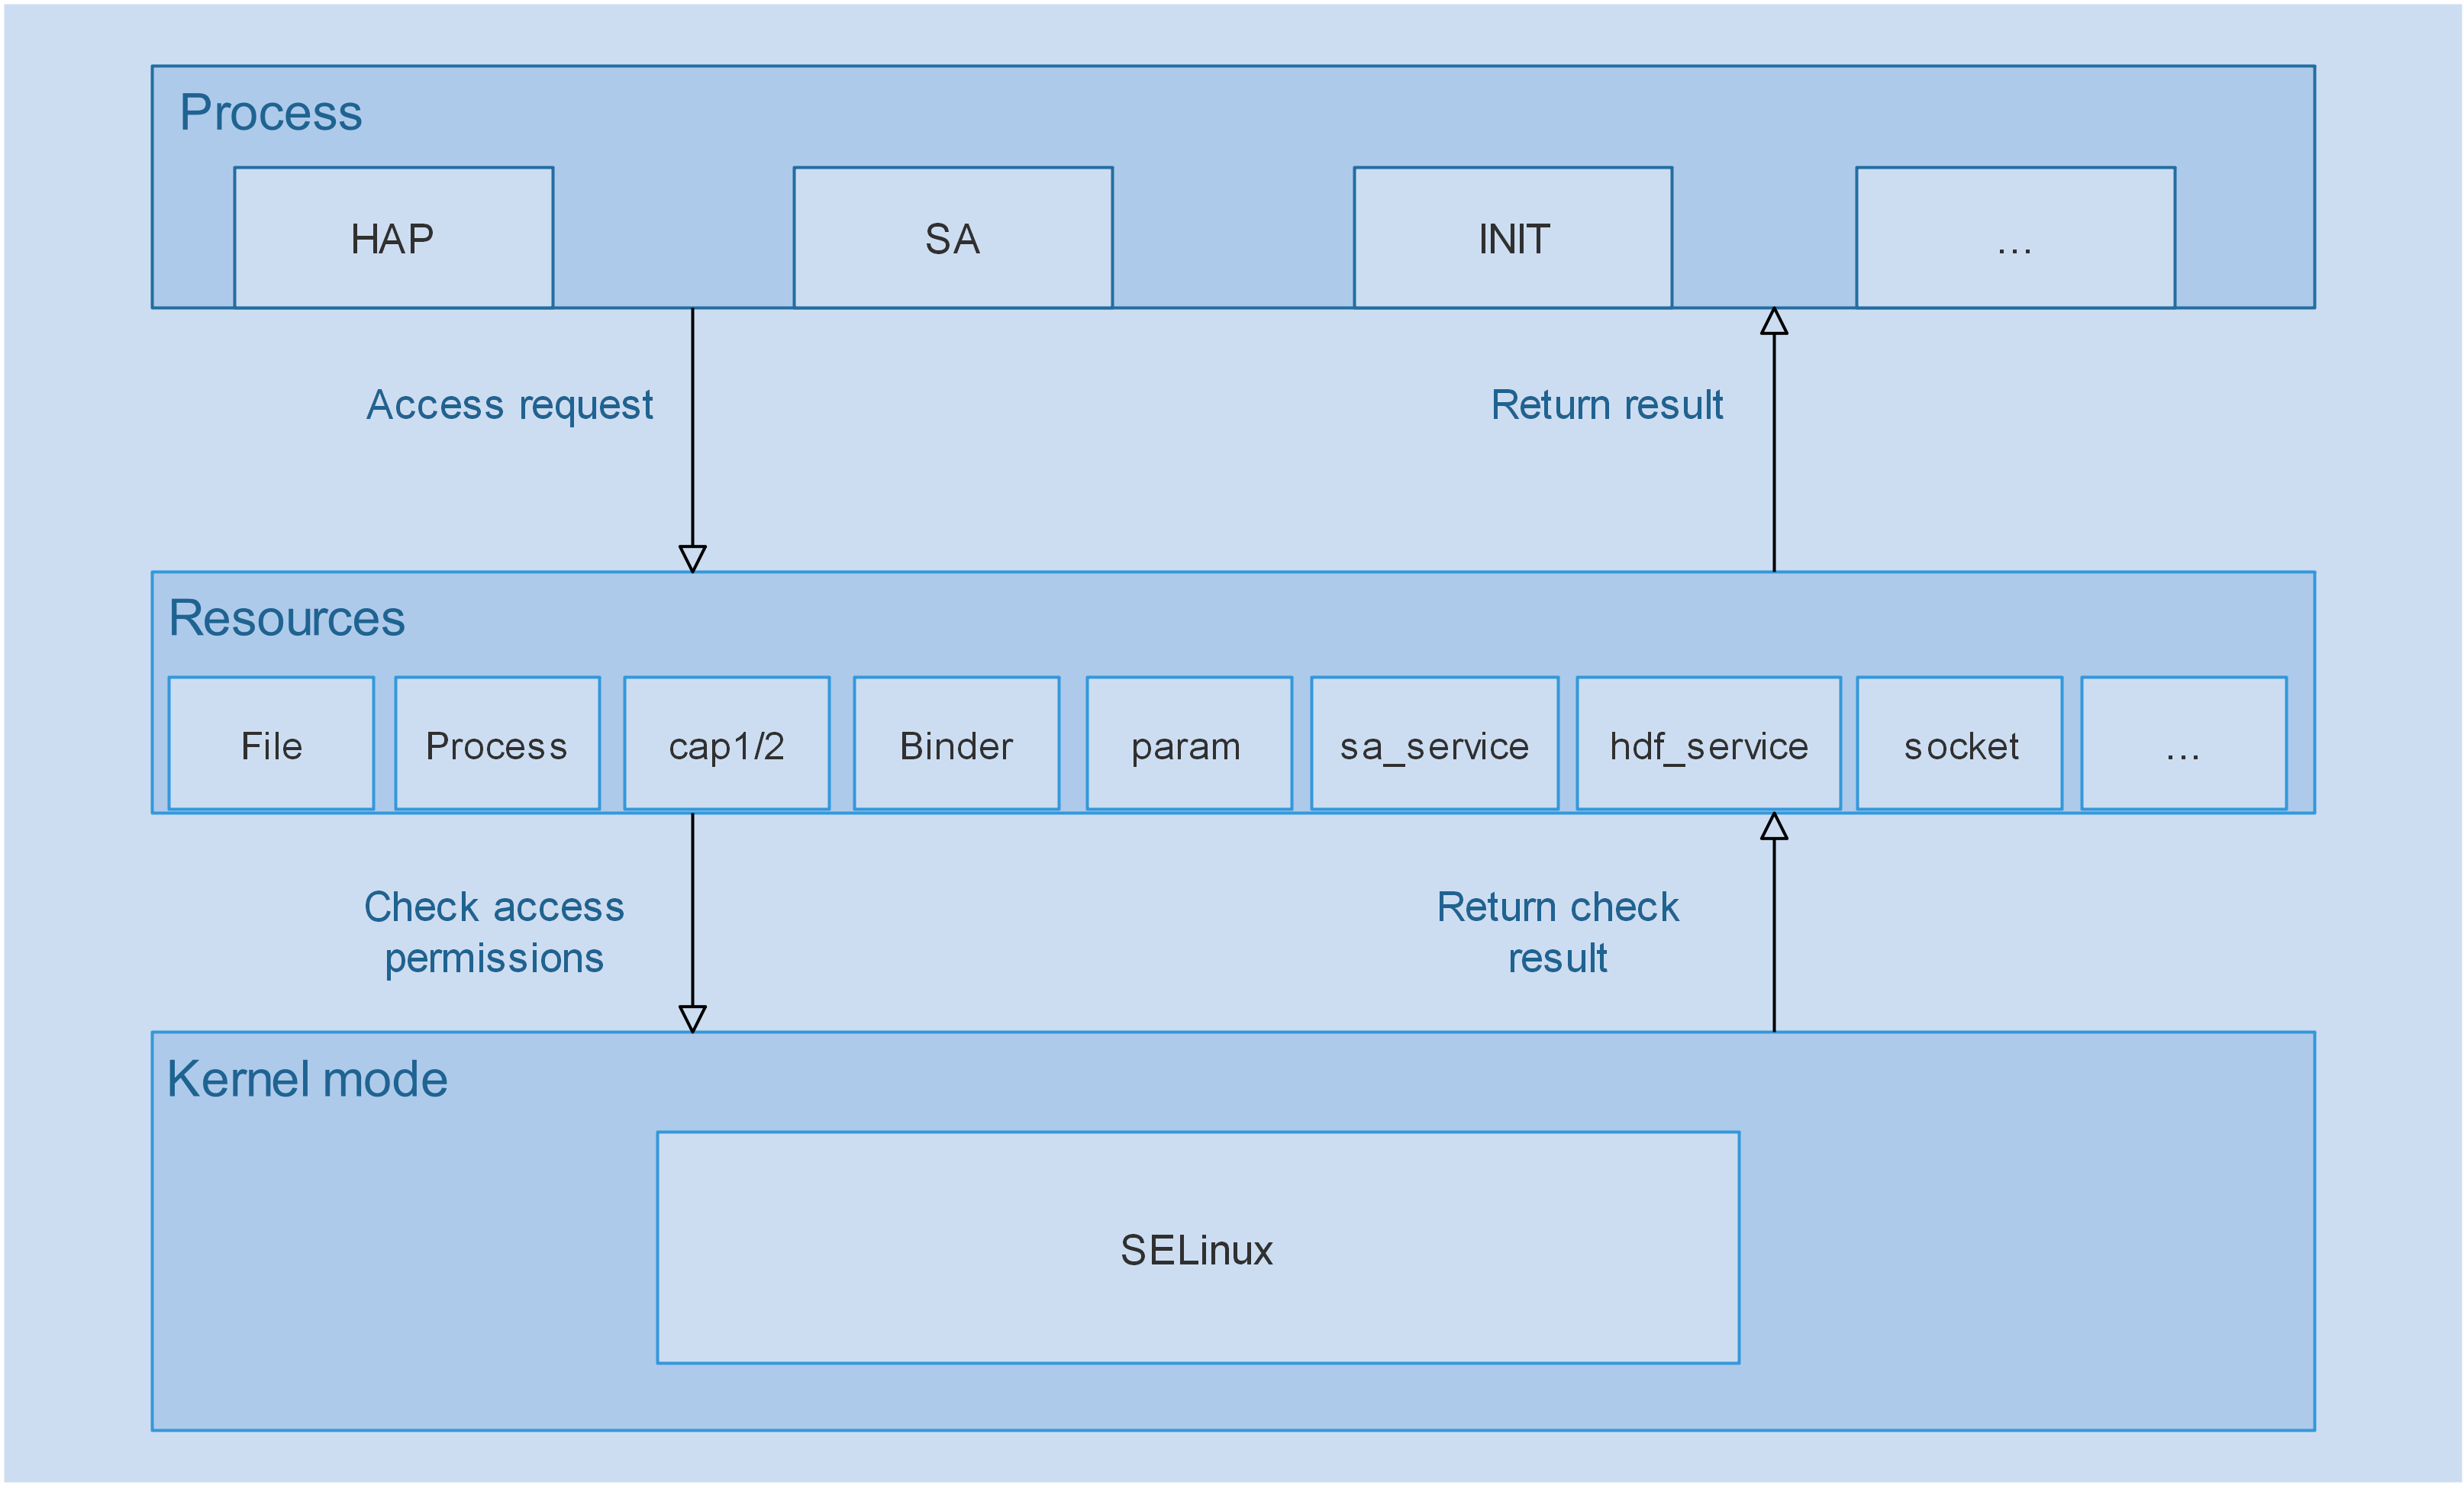 Process
HAP
SA
INIT
...
Access request
Return result
Resources
File
Process
cap1/2
Binder
param
sa_service
hdf_service
socket
...
Check access
permissions
Return check
result
Kernel mode
SELinux